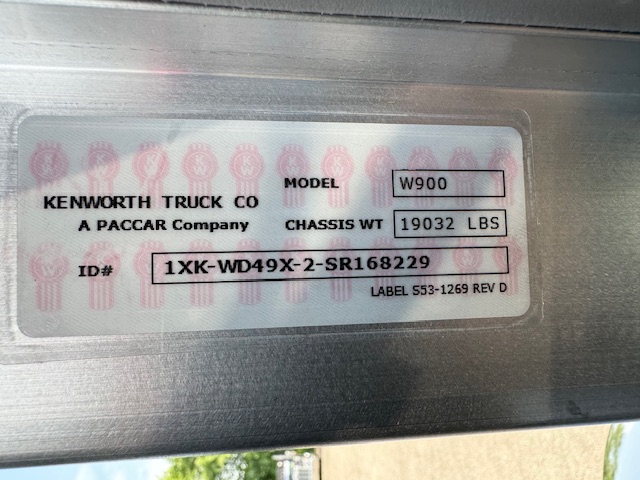 KENWORTH TRUCK CO
A PACCAR Company
MODEL W900
CHASSIS WT 19032 LBS
ID# 1XK-WD49X-2-SR168229
LABEL S53-1269 REV D